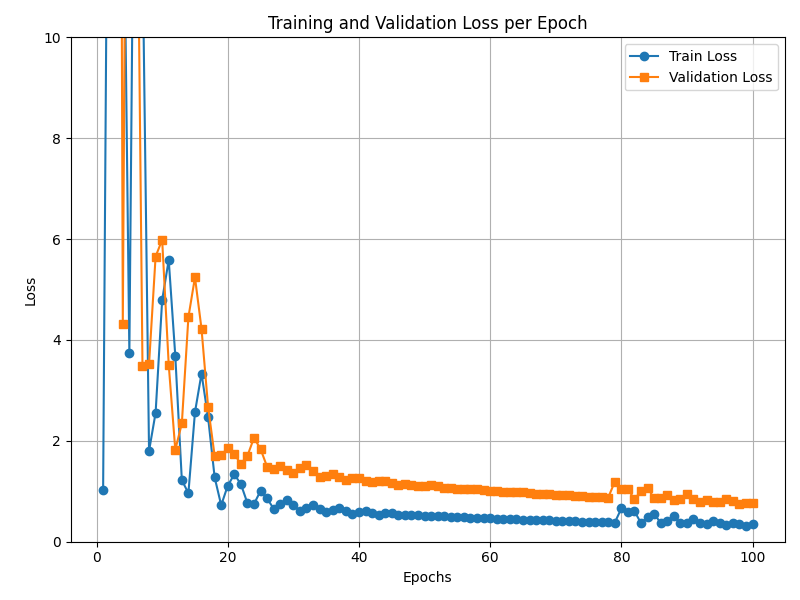 Training and Validation Loss per Epoch
Train Loss
Validation Loss
10
8
6
4
2
0
Loss
0 20 40 60 80 100
Epochs